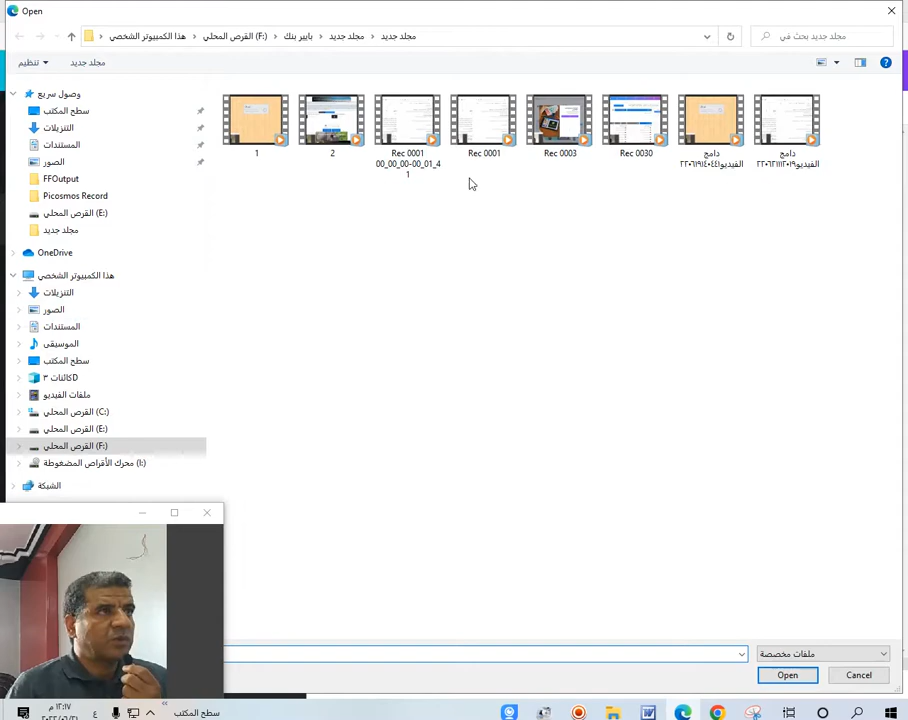 Open
هذا الكمبيوتر الشخصي
القرص المحلي (F:)
بايير بنك
مجلد جديد
مجلد جديد
مجلد جديد بحث في
تنظيم
مجلد جديد
وصول سريع
سطح المكتب
التنزيلات
المستندات
الصور
FFOutput
Picosmos Record
القرص المحلي (E:)
مجلد جديد
OneDrive
هذا الكمبيوتر الشخصي
التنزيلات
الصور
المستندات
الموسيقى
سطح المكتب
كائنات ٣D
ملفات الفيديو
القرص المحلي (C:)
القرص المحلي (E:)
القرص المحلي (F:)
محرك الأقراص المضغوطة (I:)
الشبكة
1
2
Rec 0001
00_00_00-00_01_4
1
Rec 0001
Rec 0003
Rec 0030
دامج
الفيديو٢٢٠٦١٩١٤٠٤٤١
دامج
ملفات مخصصة
Open
Cancel
سطح المكتب
ع
١٢:١٧ م